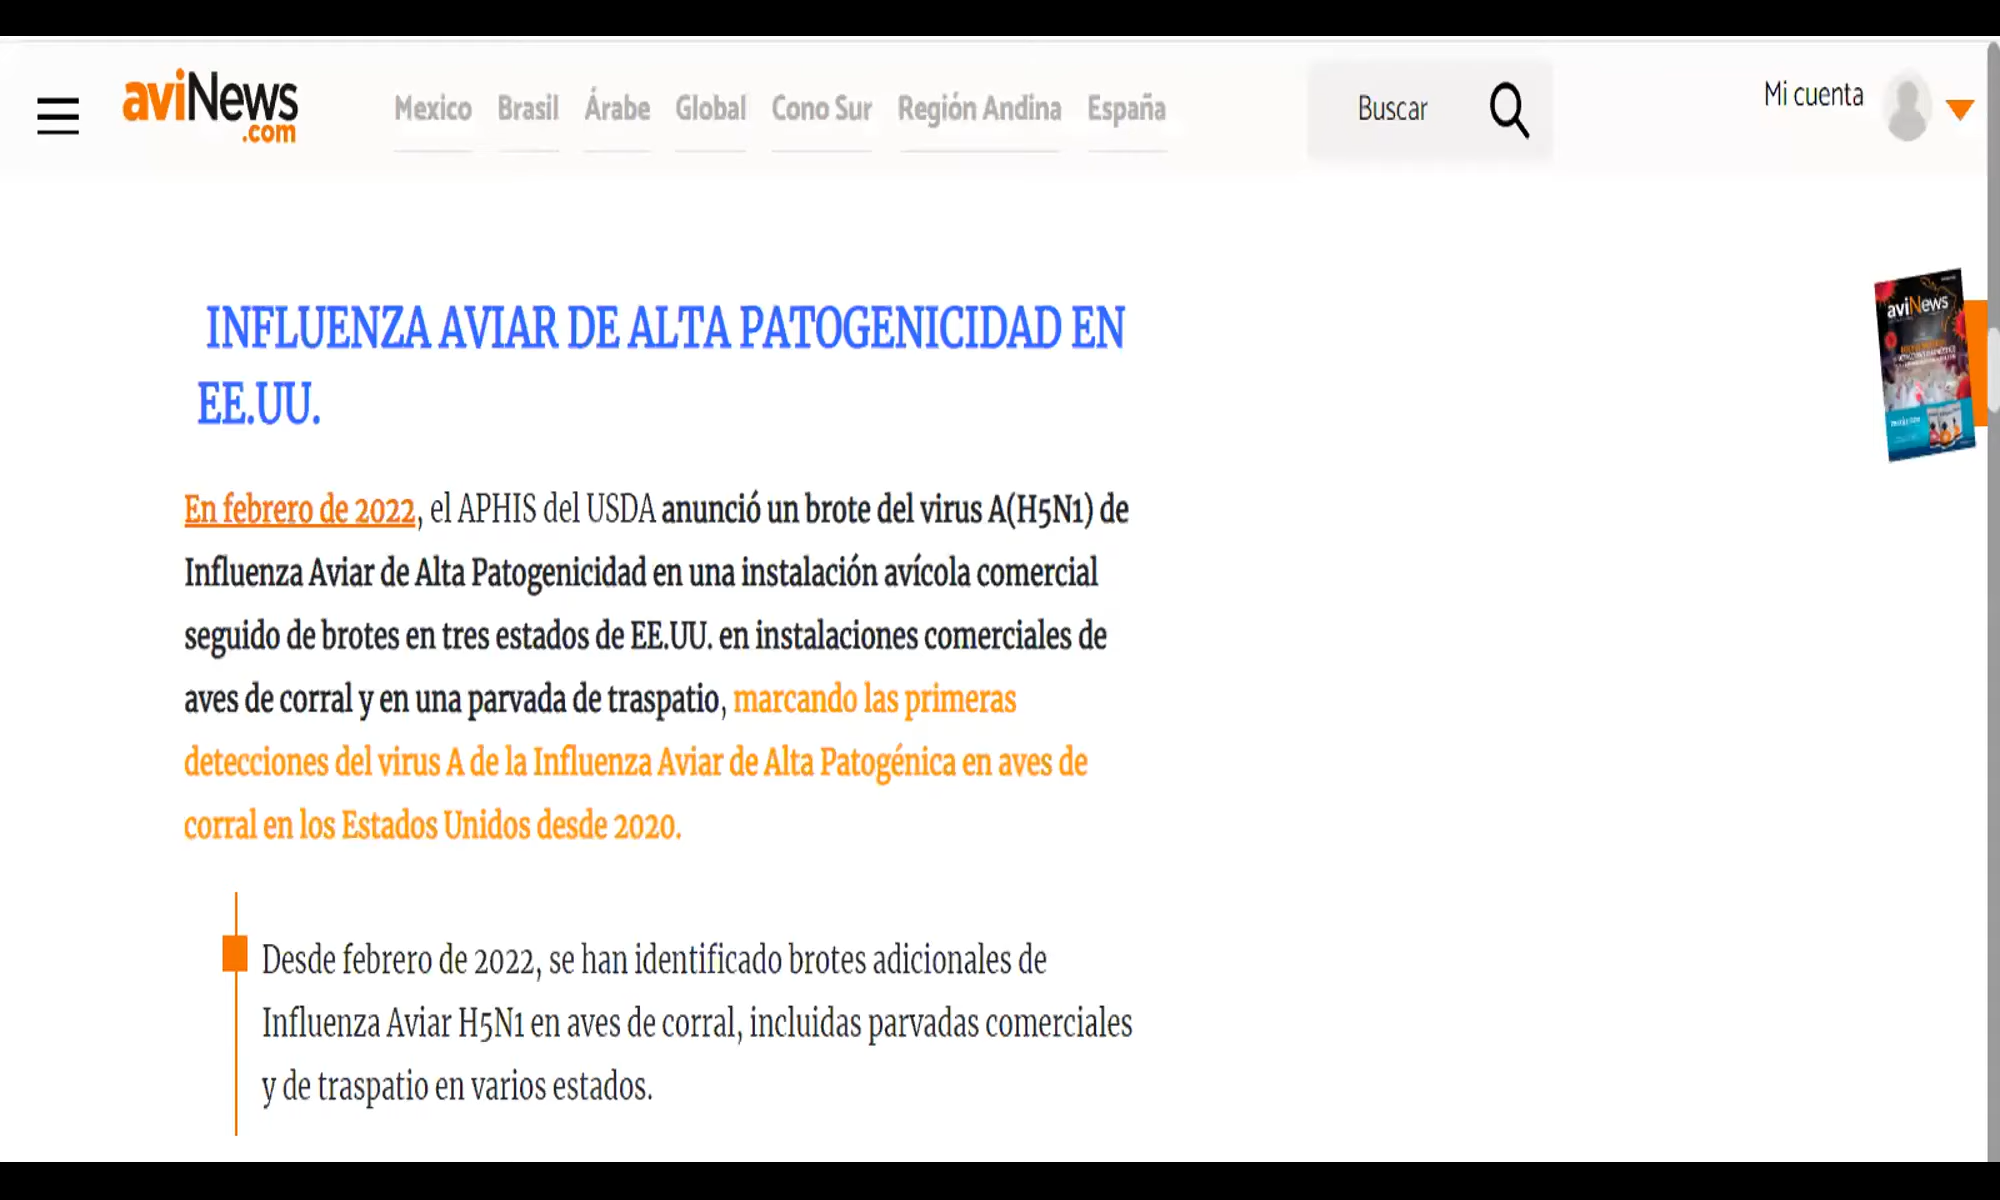 aviNews
.com
Mexico Brasil Árabe Global Cono Sur Región Andina España
Buscar
Mi cuenta
aviNews
INFLUENZA AVIAR DE ALTA PATOGENICIDAD EN
EE.UU.
En febrero de 2022, el APHIS del USDA anunció un brote del virus A(H5N1) de
Influenza Aviar de Alta Patogenicidad en una instalación avícola comercial
seguido de brotes en tres estados de EE.UU. en instalaciones comerciales de
aves de corral y en una parvada de traspatio, marcando las primeras
detecciones del virus A de la Influenza Aviar de Alta Patogénica en aves de
corral en los Estados Unidos desde 2020.
Desde febrero de 2022, se han identificado brotes adicionales de
Influenza Aviar H5N1 en aves de corral, incluidas parvadas comerciales
y de traspatio en varios estados.